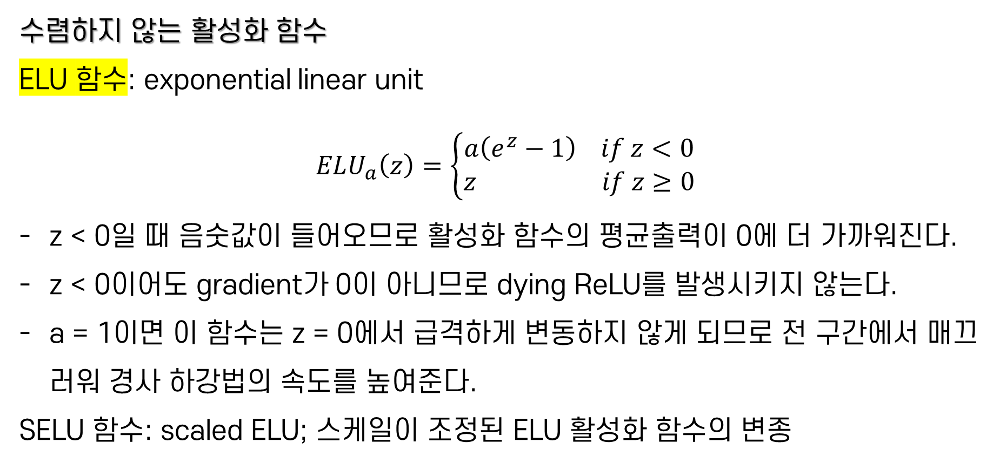 수렴하지 않는 활성화 함수
ELU 함수: exponential linear unit
ELUₐ(z) = { a(e^z − 1) if z < 0
z if z ≥ 0
- z < 0일 때 음숫값이 들어오므로 활성화 함수의 평균출력이 0에 더 가까워진다.
- z < 0이어도 gradient가 0이 아니므로 dying ReLU를 발생시키지 않는다.
- a = 1이면 이 함수는 z = 0에서 급격하게 변동하지 않게 되므로 전 구간에서 매끄
러워 경사 하강법의 속도를 높여준다.
SELU 함수: scaled ELU; 스케일이 조정된 ELU 활성화 함수의 변종